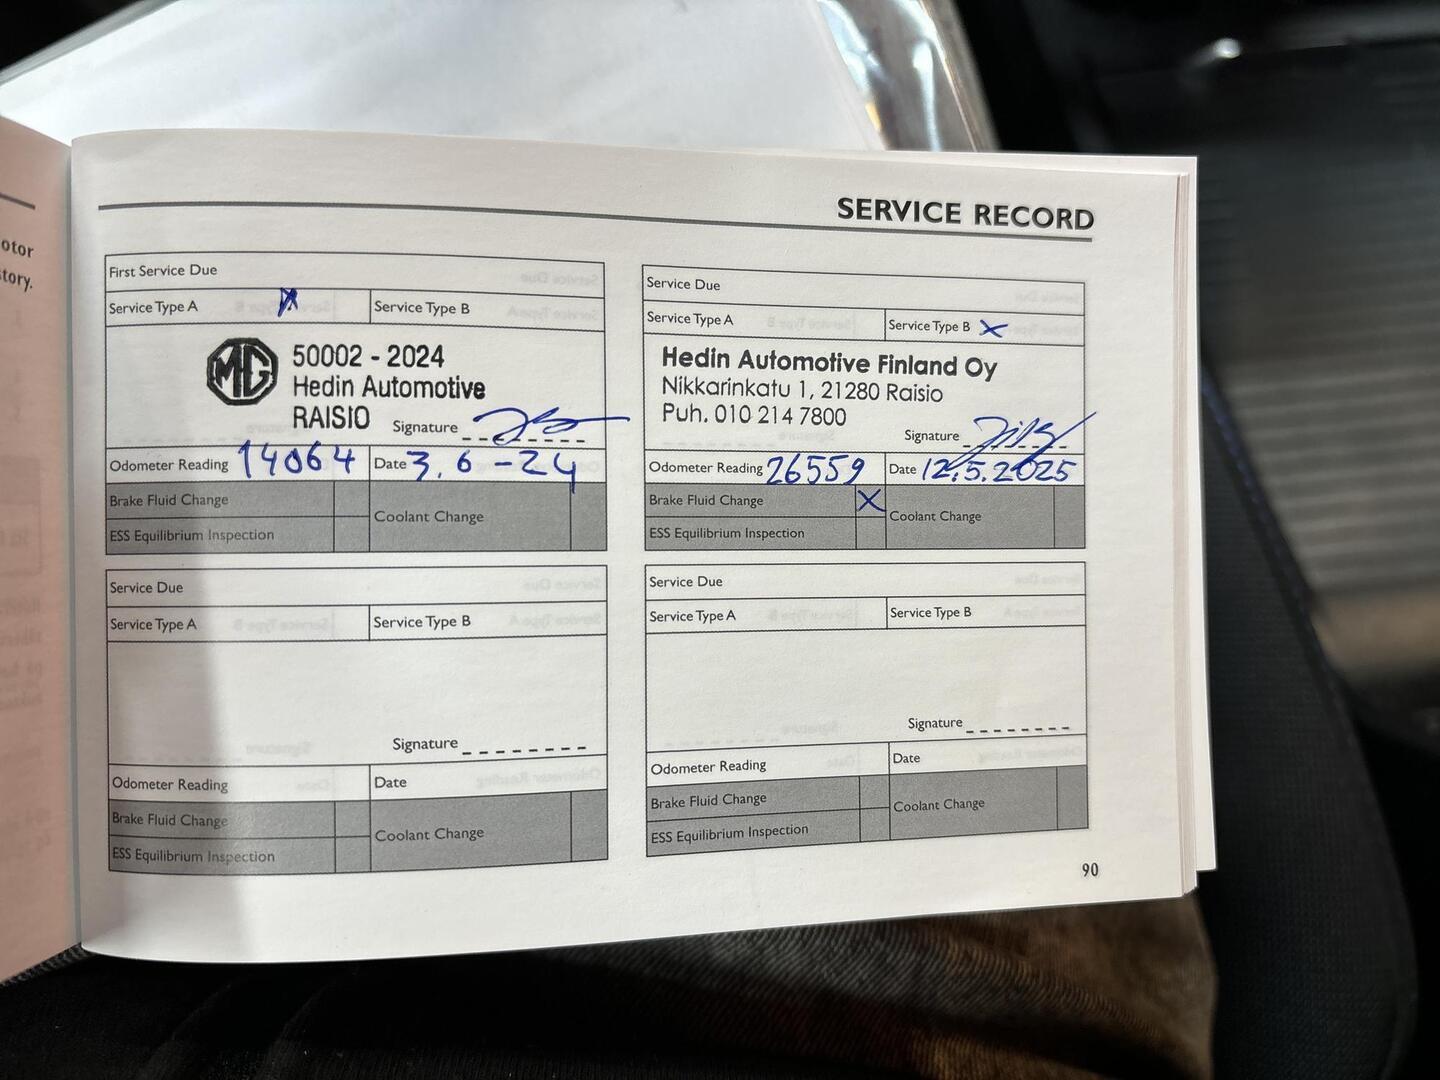 otor
tory.
SERVICE RECORD
First Service Due
Service Type A X
Service Type B
MG
50002 - 2024
Hedin Automotive
RAISIO
Signature
Odometer Reading 14064
Date 3.6-24
Brake Fluid Change
ESS Equilibrium Inspection
Coolant Change
Service Due
Service Type A
Service Type B X
Hedin Automotive Finland Oy
Nikkarinkatu 1, 21280 Raisio
Puh. 010 214 7800
Signature
Odometer Reading 26559
Date 12.5.2025
Brake Fluid Change X
ESS Equilibrium Inspection
Coolant Change
Service Due
Service Type A
Service Type B
Signature
Odometer Reading
Date
Brake Fluid Change
ESS Equilibrium Inspection
Coolant Change
Service Due
Service Type A
Service Type B
Signature
Odometer Reading
Date
Brake Fluid Change
ESS Equilibrium Inspection
Coolant Change
90